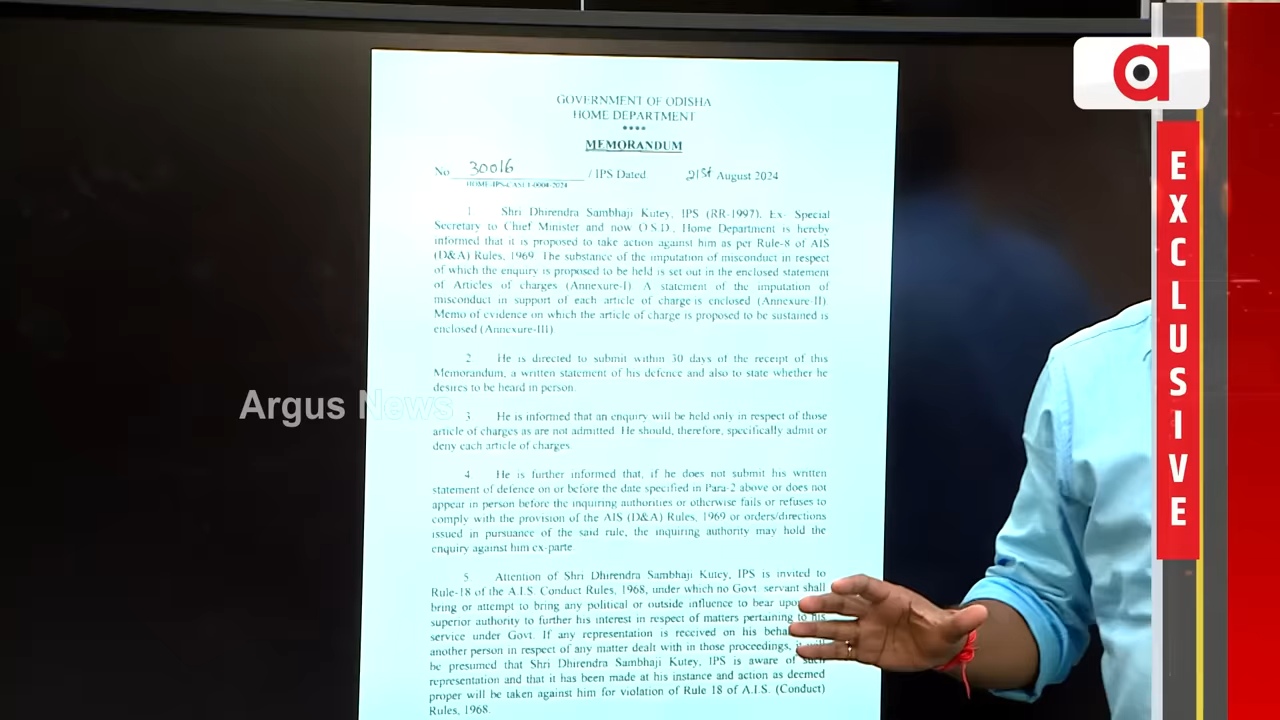 GOVERNMENT OF ODISHA
HOME DEPARTMENT
****
MEMORANDUM
No 30016 / IPS Dated 21st August 2024
HOME-IPS-CASE1-0004-2024
1 Shri Dhirendra Sambhaji Kutey, IPS (RR-1997), Ex- Special
Secretary to Chief Minister and now O.S.D., Home Department is hereby
informed that it is proposed to take action against him as per Rule-8 of AIS
(D&A) Rules, 1969. The substance of the imputation of misconduct in respect
of which the enquiry is proposed to be held is set out in the enclosed statement
of Articles of charges (Annexure-I). A statement of the imputation of
misconduct in support of each article of charge is enclosed (Annexure-II).
Memo of evidence on which the article of charge is proposed to be sustained is
enclosed (Annexure-III)
2. He is directed to submit within 30 days of the receipt of this
Memorandum, a written statement of his defence and also to state whether he
desires to be heard in person.
3 He is informed that an enquiry will be held only in respect of those
article of charges as are not admitted. He should, therefore, specifically admit or
deny each article of charges.
4 He is further informed that, if he does not submit his written
statement of defence on or before the date specified in Para-2 above or does not
appear in person before the inquiring authorities or otherwise fails or refuses to
comply with the provision of the AIS (D&A) Rules, 1969 or orders/directions
issued in pursuance of the said rule, the inquiring authority may hold the
enquiry against him ex-parte
5. Attention of Shri Dhirendra Sambhaji Kutey, IPS is invited to
Rule-18 of the A.I.S. Conduct Rules, 1968, under which no Govt. servant shall
bring or attempt to bring any political or outside influence to bear
superior authority to further his interest in respect of matters pertaining to his
service under Govt. If any representation is received on his
another person in respect of any matter dealt with in those proceedings,
be presumed that Shri Dhirendra Sambhaji Kutey, IPS is aware of such
representation and that it has been made at his instance and action as deemed
proper will be taken against him for violation of Rule 18 of A.I.S. (Conduct)
Rules, 1968.
Argus News
a
EXCLUSIVE